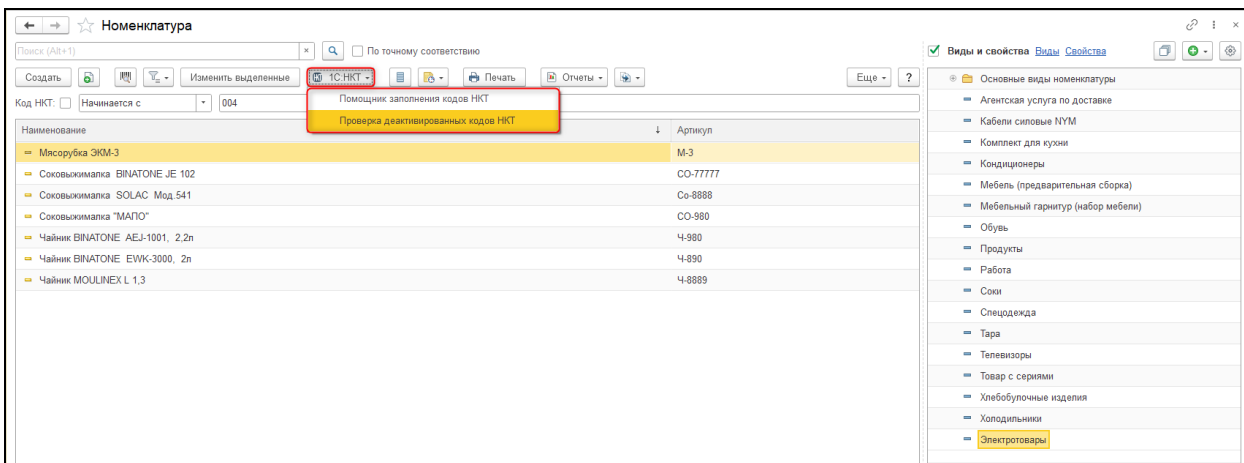 Номенклатура
Поиск (Alt+1)
По точному соответствию
Виды и свойства Виды Свойства
Создать Изменить выделенные 1С.НКТ Печать Отчеты Еще ?
Код НКТ: Начинается с 004
Помощник заполнения кодов НКТ
Проверка деактивированных кодов НКТ
Наименование Артикул
Мясорубка ЭКМ-3 М-3
Соковыжималка BINATONE JE 102 СО-77777
Соковыжималка SOLAC Мод.541 Со-8888
Соковыжималка "МАПО" СО-980
Чайник BINATONE AEJ-1001, 2,2л Ч-980
Чайник BINATONE EWK-3000, 2л Ч-890
Чайник MOULINEX L 1,3 Ч-8889
Основные виды номенклатуры
Агентская услуга по доставке
Кабели силовые NYM
Комплект для кухни
Кондиционеры
Мебель (предварительная сборка)
Мебельный гарнитур (набор мебели)
Обувь
Продукты
Работа
Соки
Спецодежда
Тара
Телевизоры
Товар с сериями
Хлебобулочные изделия
Холодильники
Электротовары